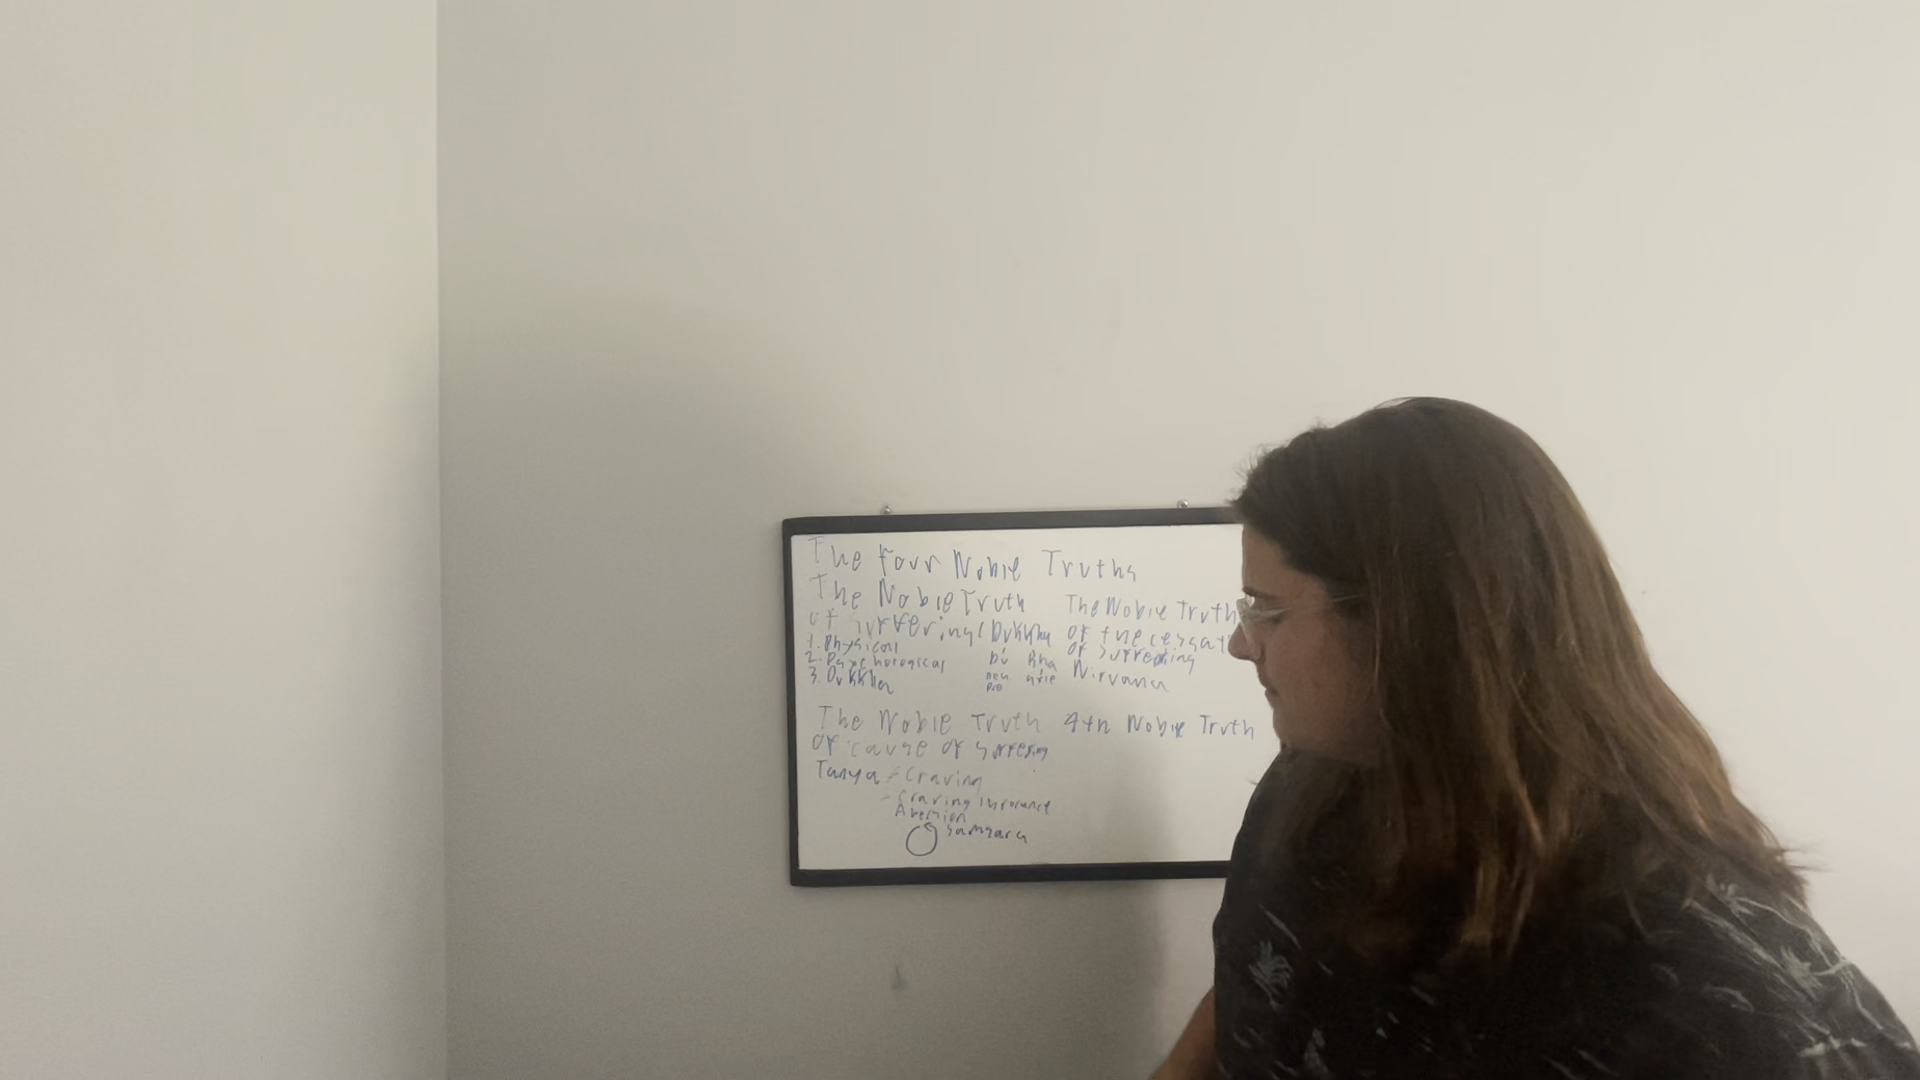 The Four Noble Truths
The Noble Truth
of suffering (Dukkha
1. Physical
2. Psychological
3. Dukkha
Du kha
The Noble Truth
of the cessat
of suffering
Nirvana
The Noble Truth
of cause of suffering
Tanya = Craving
- Craving Ignorance
Aversion
Samsara
4th Noble Truth